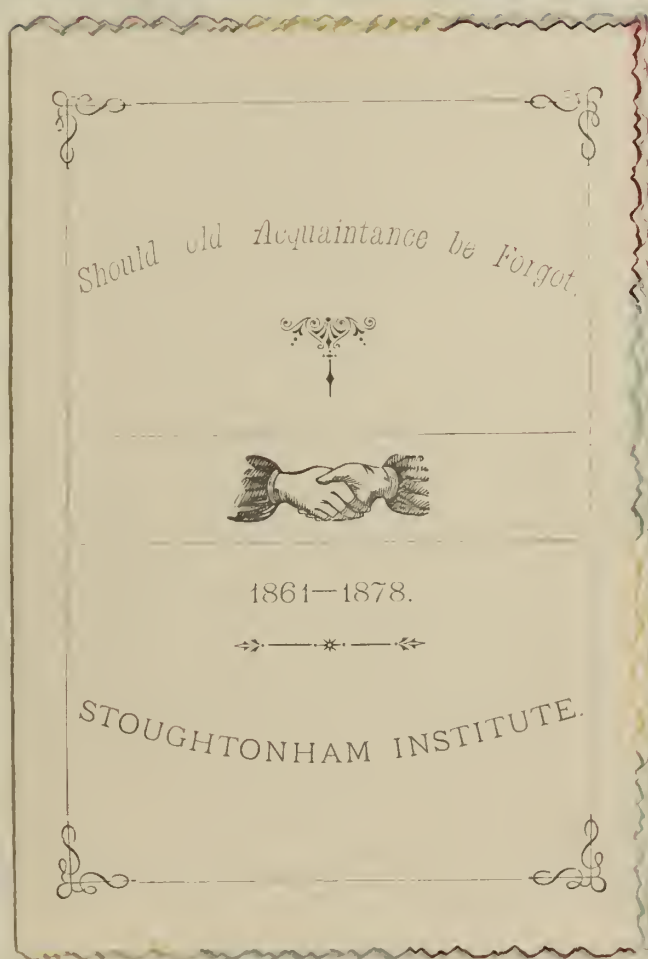 Should old Acquaintance be Forgot.
1861—1878.
STOUGHTONHAM INSTITUTE.